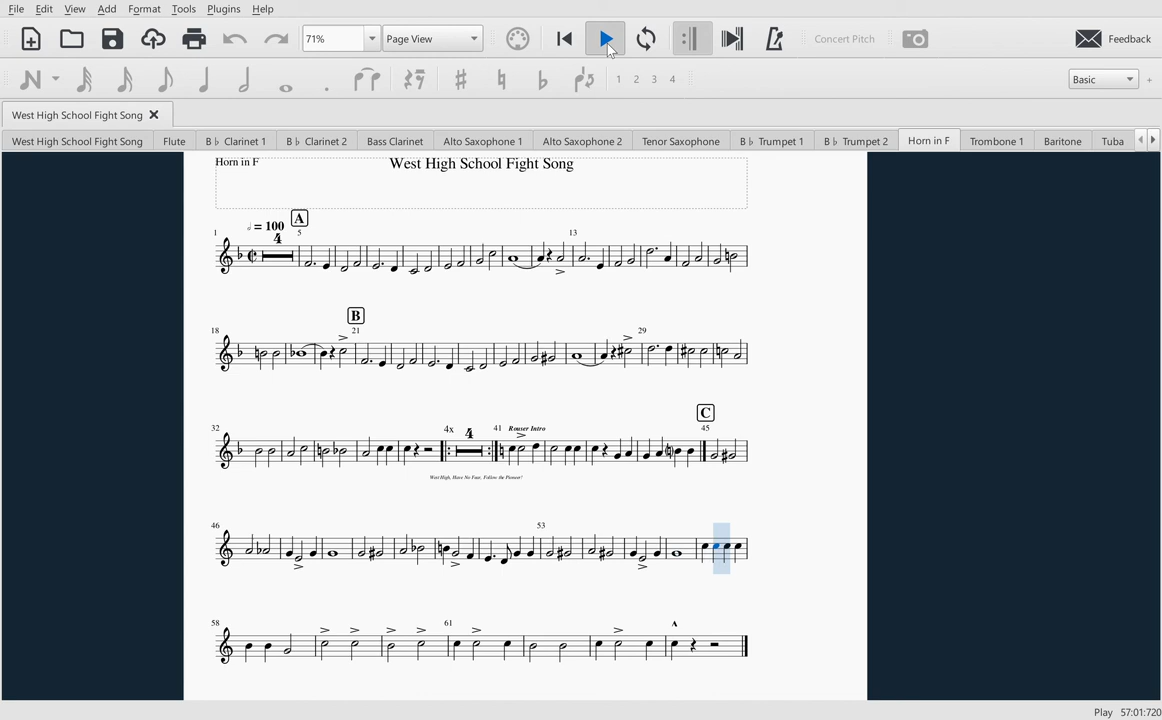 File Edit View Add Format Tools Plugins Help
71% Page View Concert Pitch Feedback
1 2 3 4 Basic +
West High School Fight Song
West High School Fight Song Flute B♭ Clarinet 1 B♭ Clarinet 2 Bass Clarinet Alto Saxophone 1 Alto Saxophone 2 Tenor Saxophone B♭ Trumpet 1 B♭ Trumpet 2 Horn in F Trombone 1 Baritone Tuba
Horn in F West High School Fight Song
= 100 A
1 4 5 13
B
18 21 29
C
32 4x 4 41 Rouser Intro 45
West High, Have No Fear, Follow the Pioneer!
46 53
58 61
Play 57:01:720